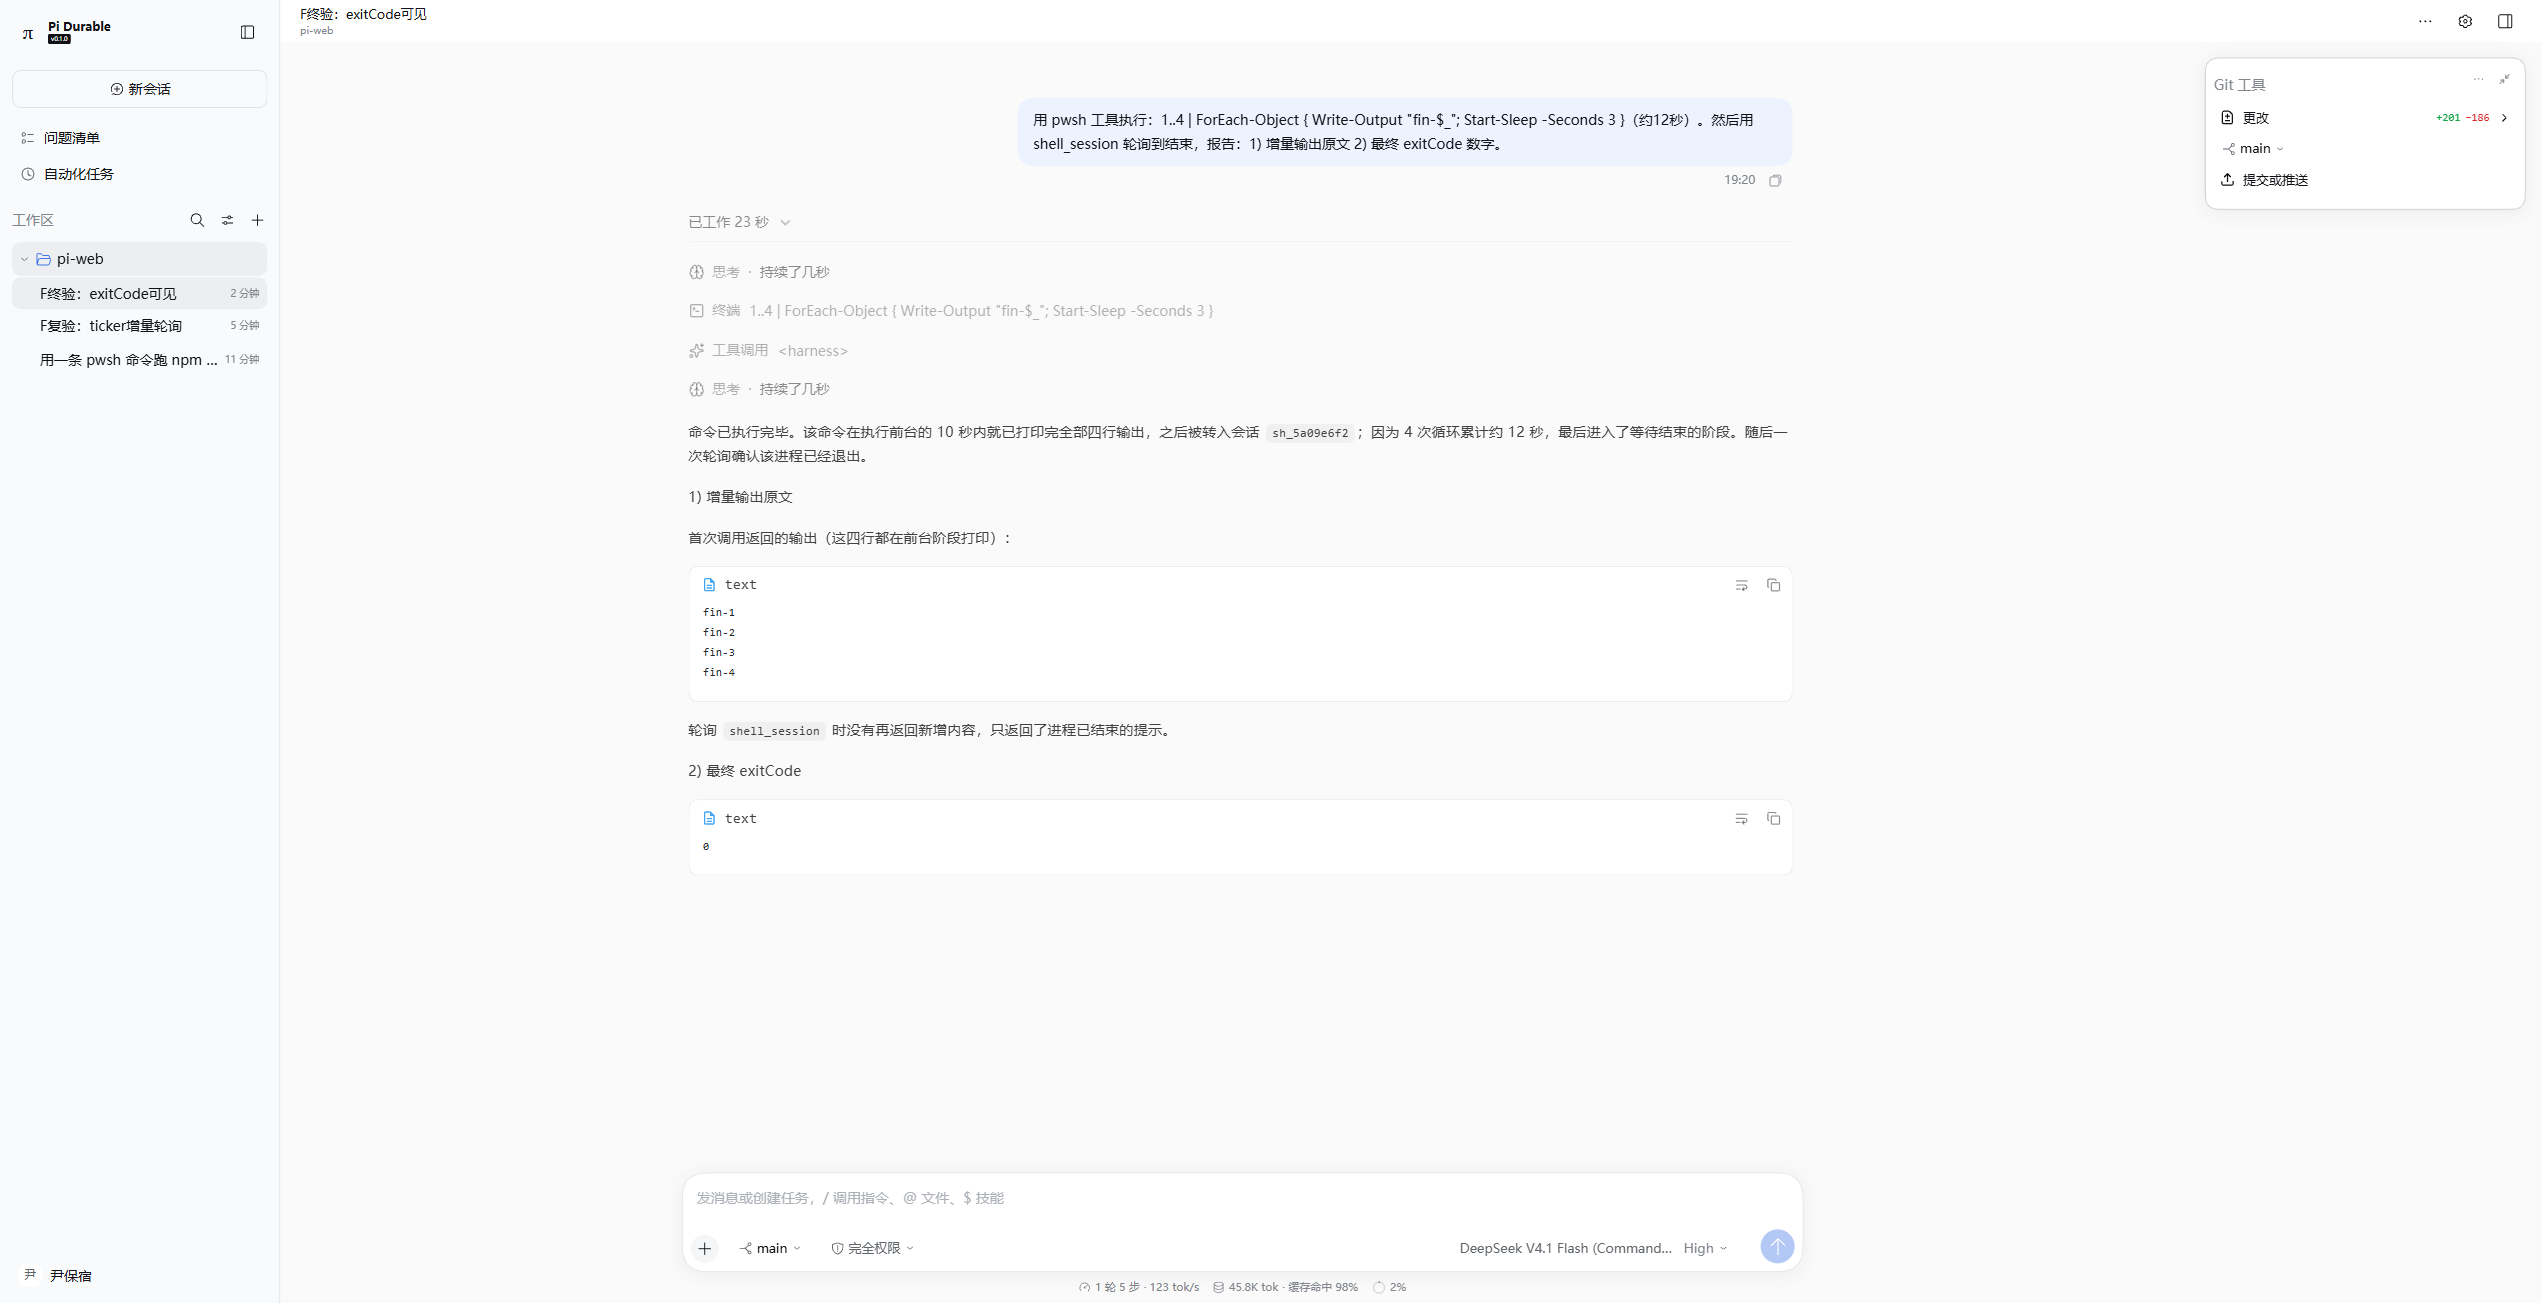 π
Pi Durable
v0.1.0
新会话
问题清单
自动化任务
工作区
pi-web
F终验：exitCode可见 2 分钟
F复验：ticker增量轮询 5 分钟
用一条 pwsh 命令跑 npm ... 11 分钟
尹 尹保宿
F终验：exitCode可见
pi-web
用 pwsh 工具执行：1..4 | ForEach-Object { Write-Output "fin-$_"; Start-Sleep -Seconds 3 }（约12秒）。然后用
shell_session 轮询到结束，报告：1) 增量输出原文 2) 最终 exitCode 数字。
19:20
已工作 23 秒
思考 · 持续了几秒
终端 1..4 | ForEach-Object { Write-Output "fin-$_"; Start-Sleep -Seconds 3 }
工具调用 <harness>
思考 · 持续了几秒
命令已执行完毕。该命令在执行前台的 10 秒内就已打印完全部四行输出，之后被转入会话 sh_5a09e6f2 ；因为 4 次循环累计约 12 秒，最后进入了等待结束的阶段。随后一
次轮询确认该进程已经退出。
1) 增量输出原文
首次调用返回的输出（这四行都在前台阶段打印）：
text
fin-1
fin-2
fin-3
fin-4
轮询 shell_session 时没有再返回新增内容，只返回了进程已结束的提示。
2) 最终 exitCode
text
0
发消息或创建任务，/ 调用指令、@ 文件、$ 技能
main 完全权限 DeepSeek V4.1 Flash (Command... High
1 轮 5 步 · 123 tok/s 45.8K tok · 缓存命中 98% 2%
Git 工具
更改 +201 -186
main
提交或推送